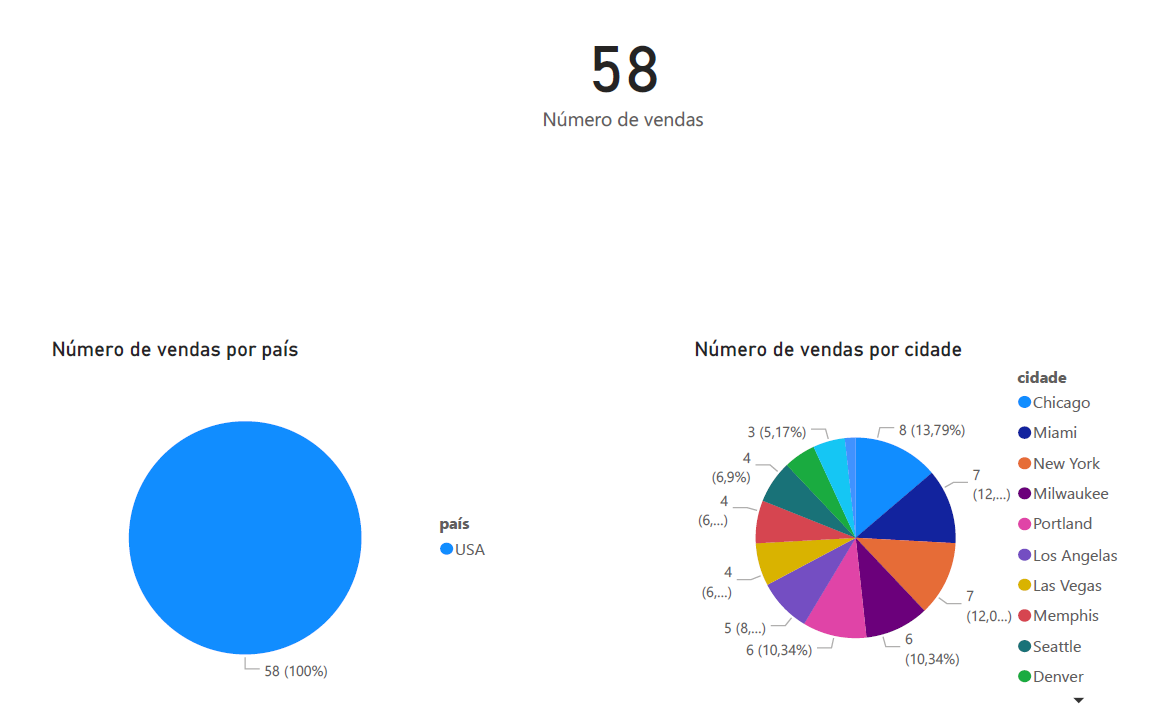 58
Número de vendas
Número de vendas por país
país
USA
58 (100%)
Número de vendas por cidade
cidade
Chicago
Miami
New York
Milwaukee
Portland
Los Angelas
Las Vegas
Memphis
Seattle
Denver
8 (13,79%)
7
(12,...)
7
(12,0...)
6
(10,34%)
6 (10,34%)
5 (8,...)
4
(6,...)
4
(6,...)
4
(6,9%)
3 (5,17%)